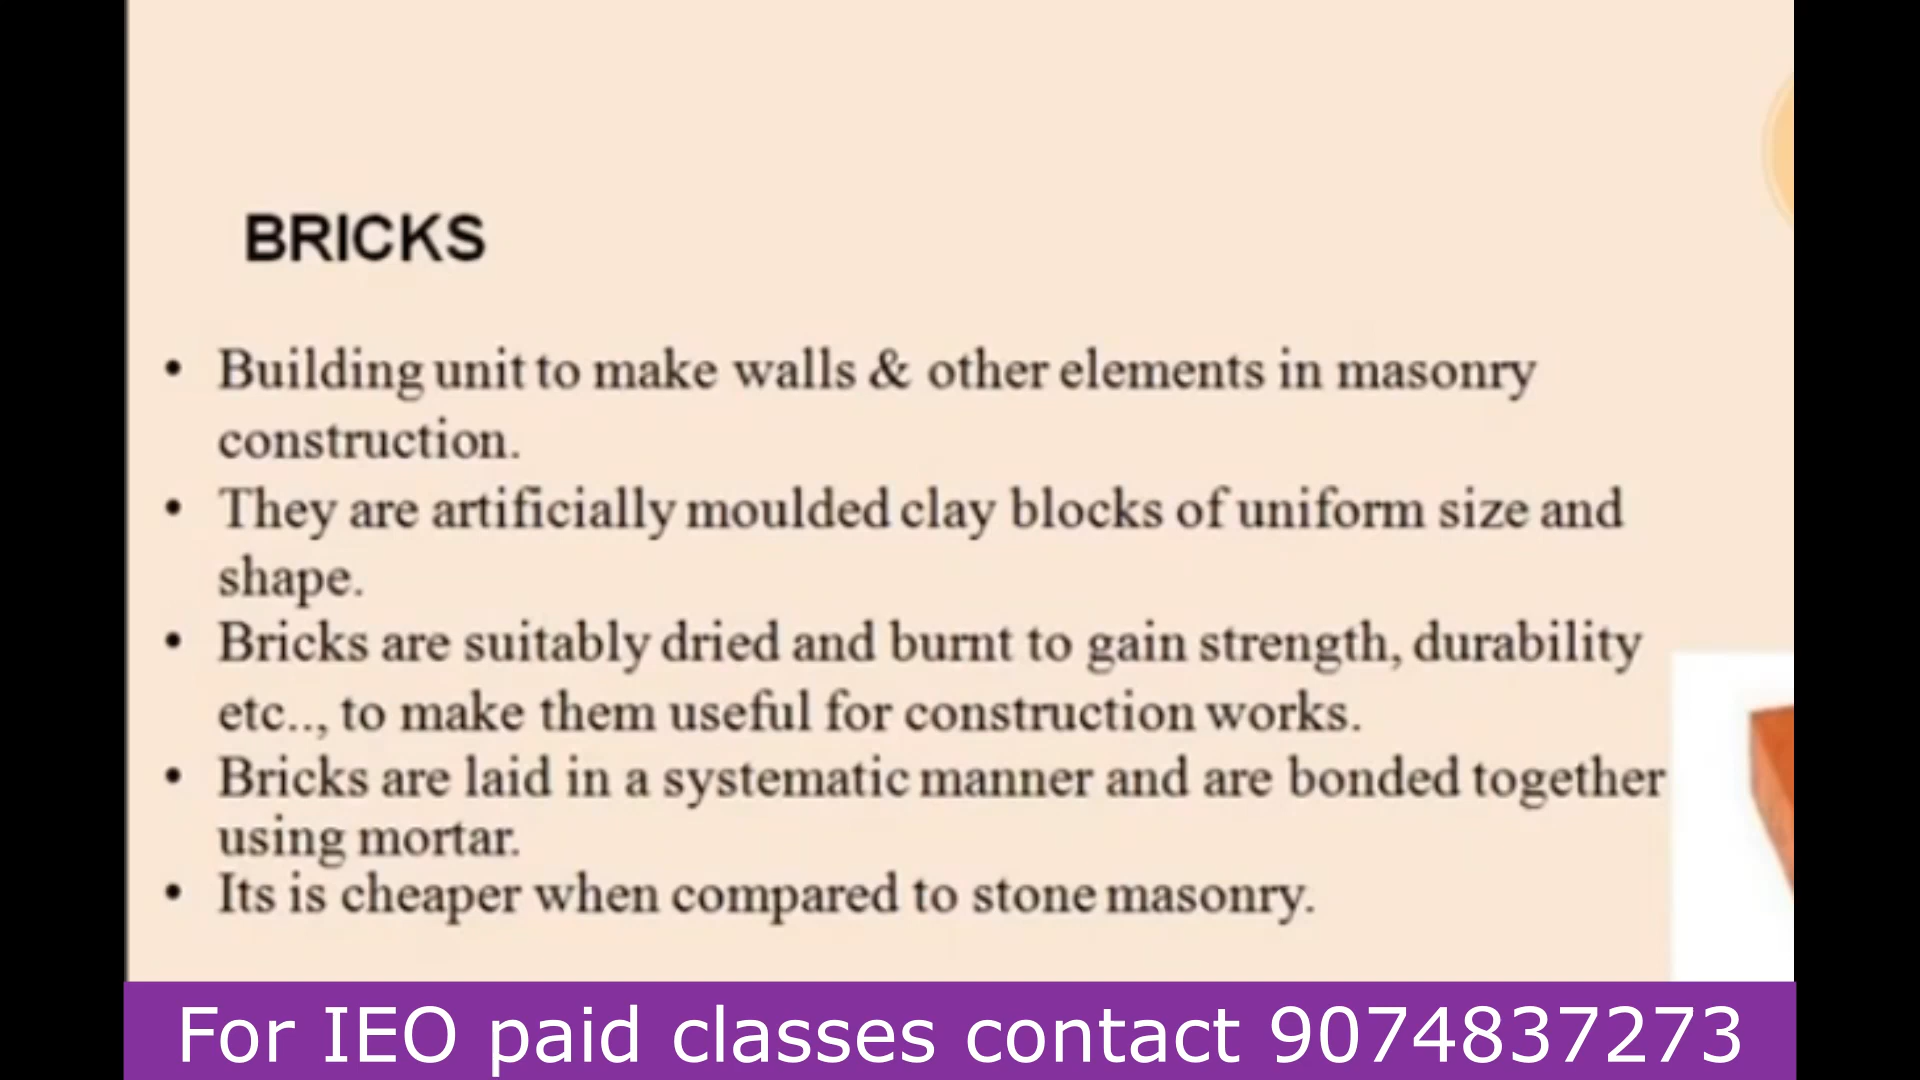 BRICKS
• Building unit to make walls & other elements in masonry
construction.
• They are artificially moulded clay blocks of uniform size and
shape.
• Bricks are suitably dried and burnt to gain strength, durability
etc.., to make them useful for construction works.
• Bricks are laid in a systematic manner and are bonded together
using mortar.
• Its is cheaper when compared to stone masonry.
For IEO paid classes contact 9074837273